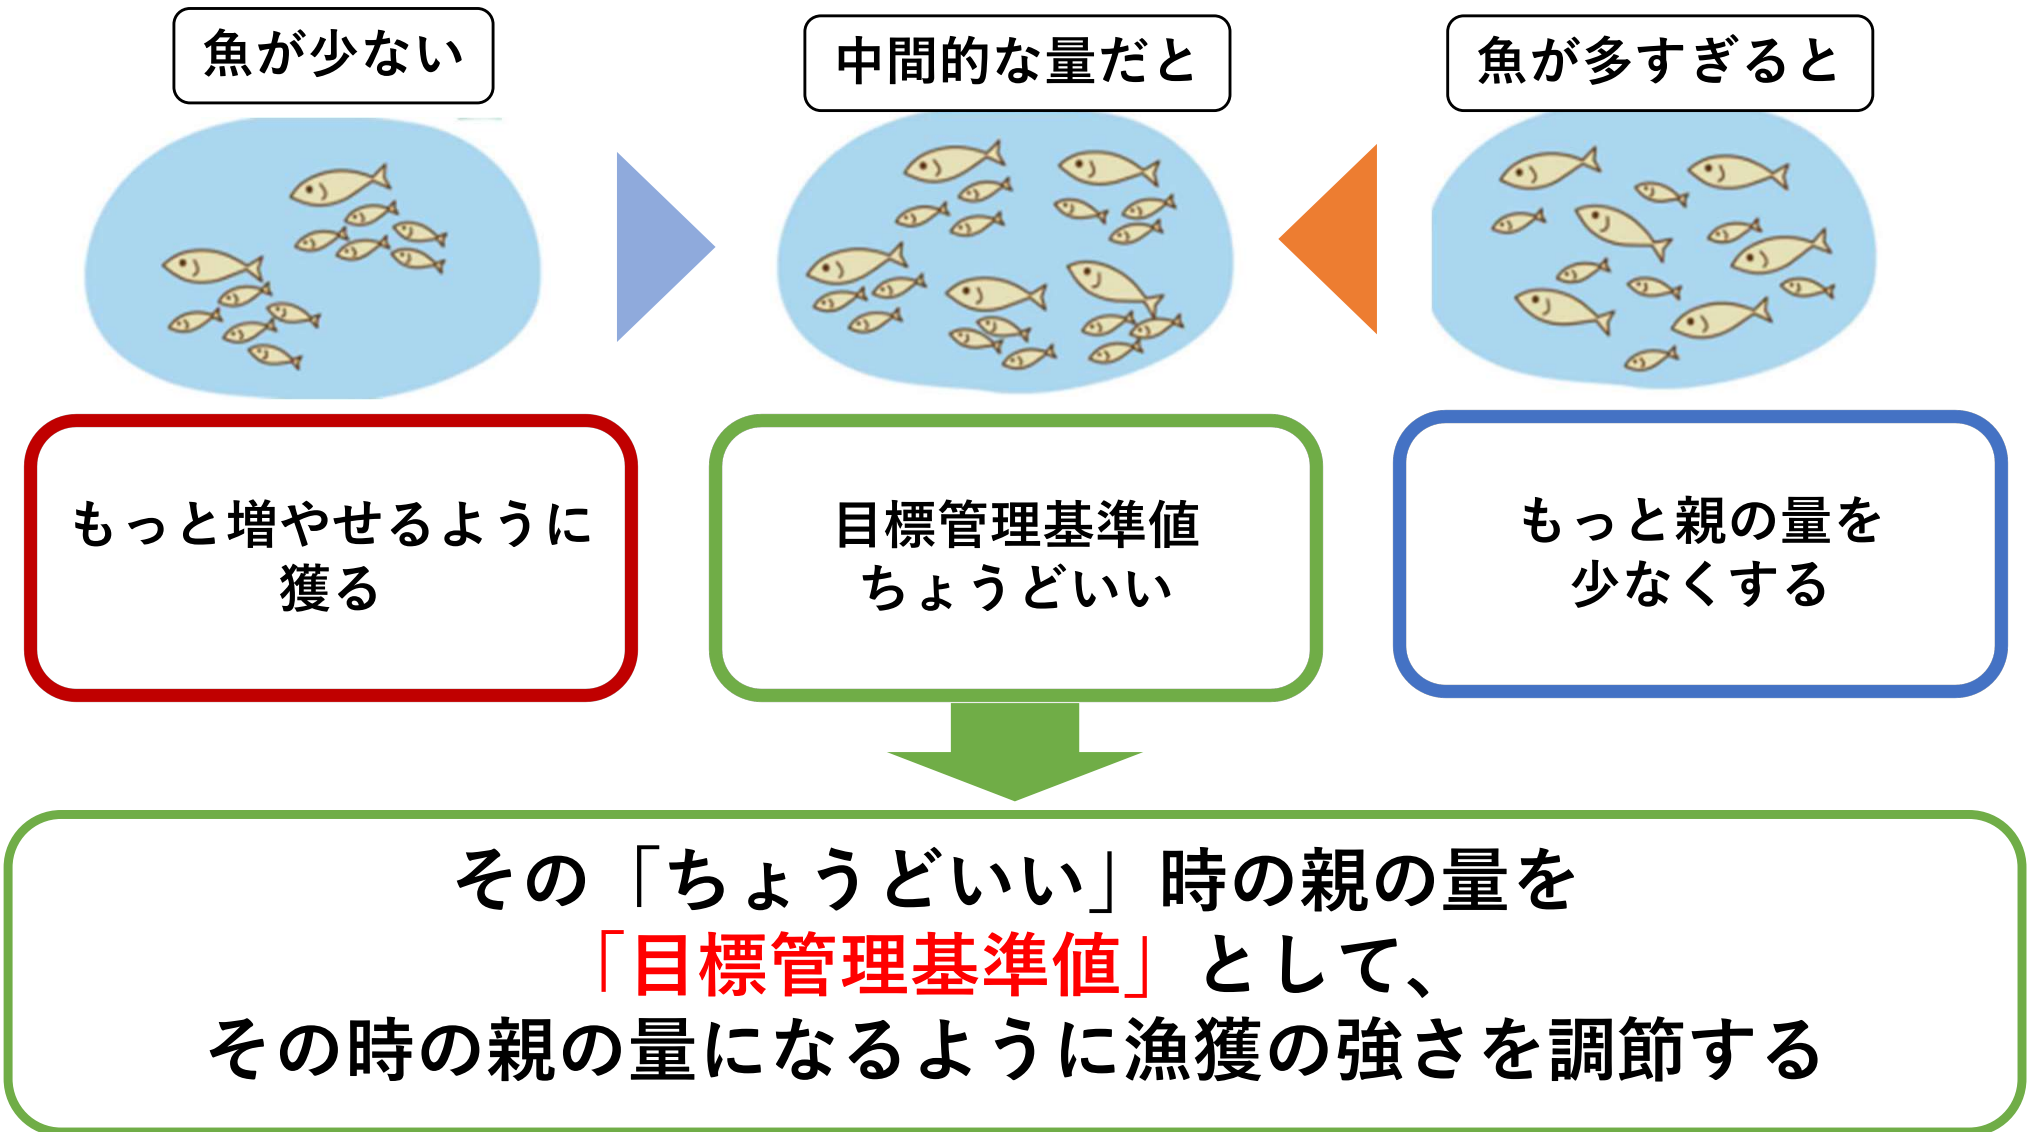 魚が少ない
中間的な量だと
魚が多すぎると
もっと増やせるように
獲る
目標管理基準値
ちょうどいい
もっと親の量を
少なくする
その「ちょうどいい」時の親の量を
「目標管理基準値」として、
その時の親の量になるように漁獲の強さを調節する